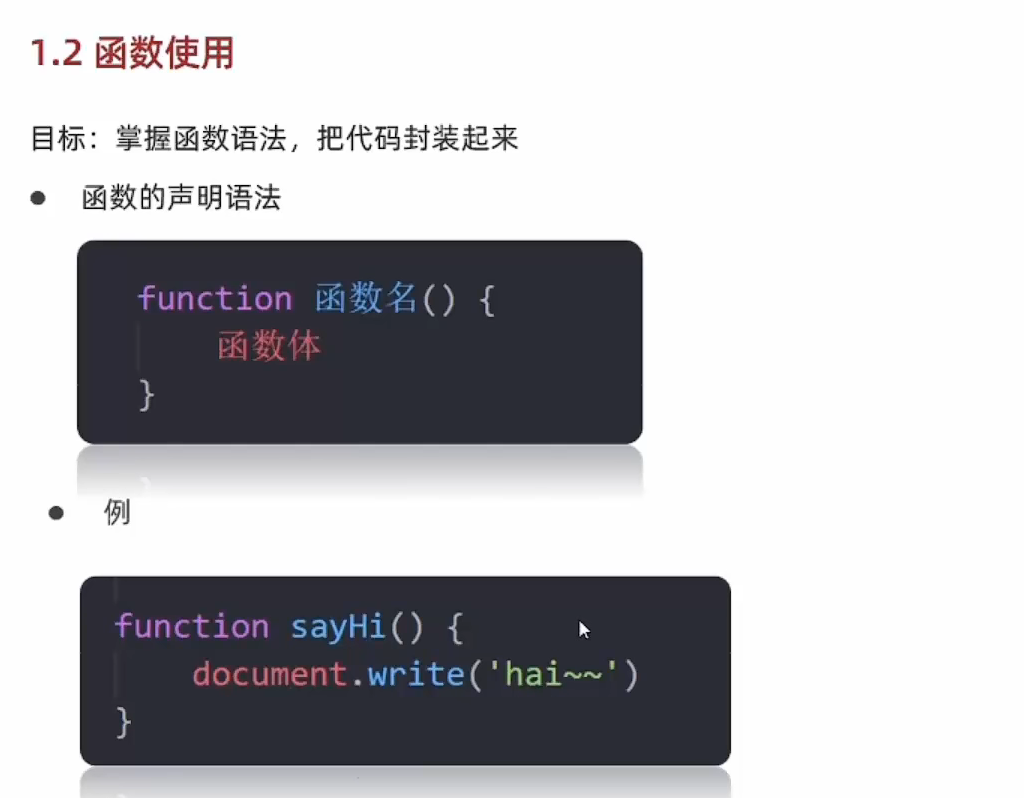 1.2 函数使用
目标：掌握函数语法，把代码封装起来
● 函数的声明语法
function 函数名() {
函数体
}
● 例
function sayHi() {
document.write('hai~~')
}